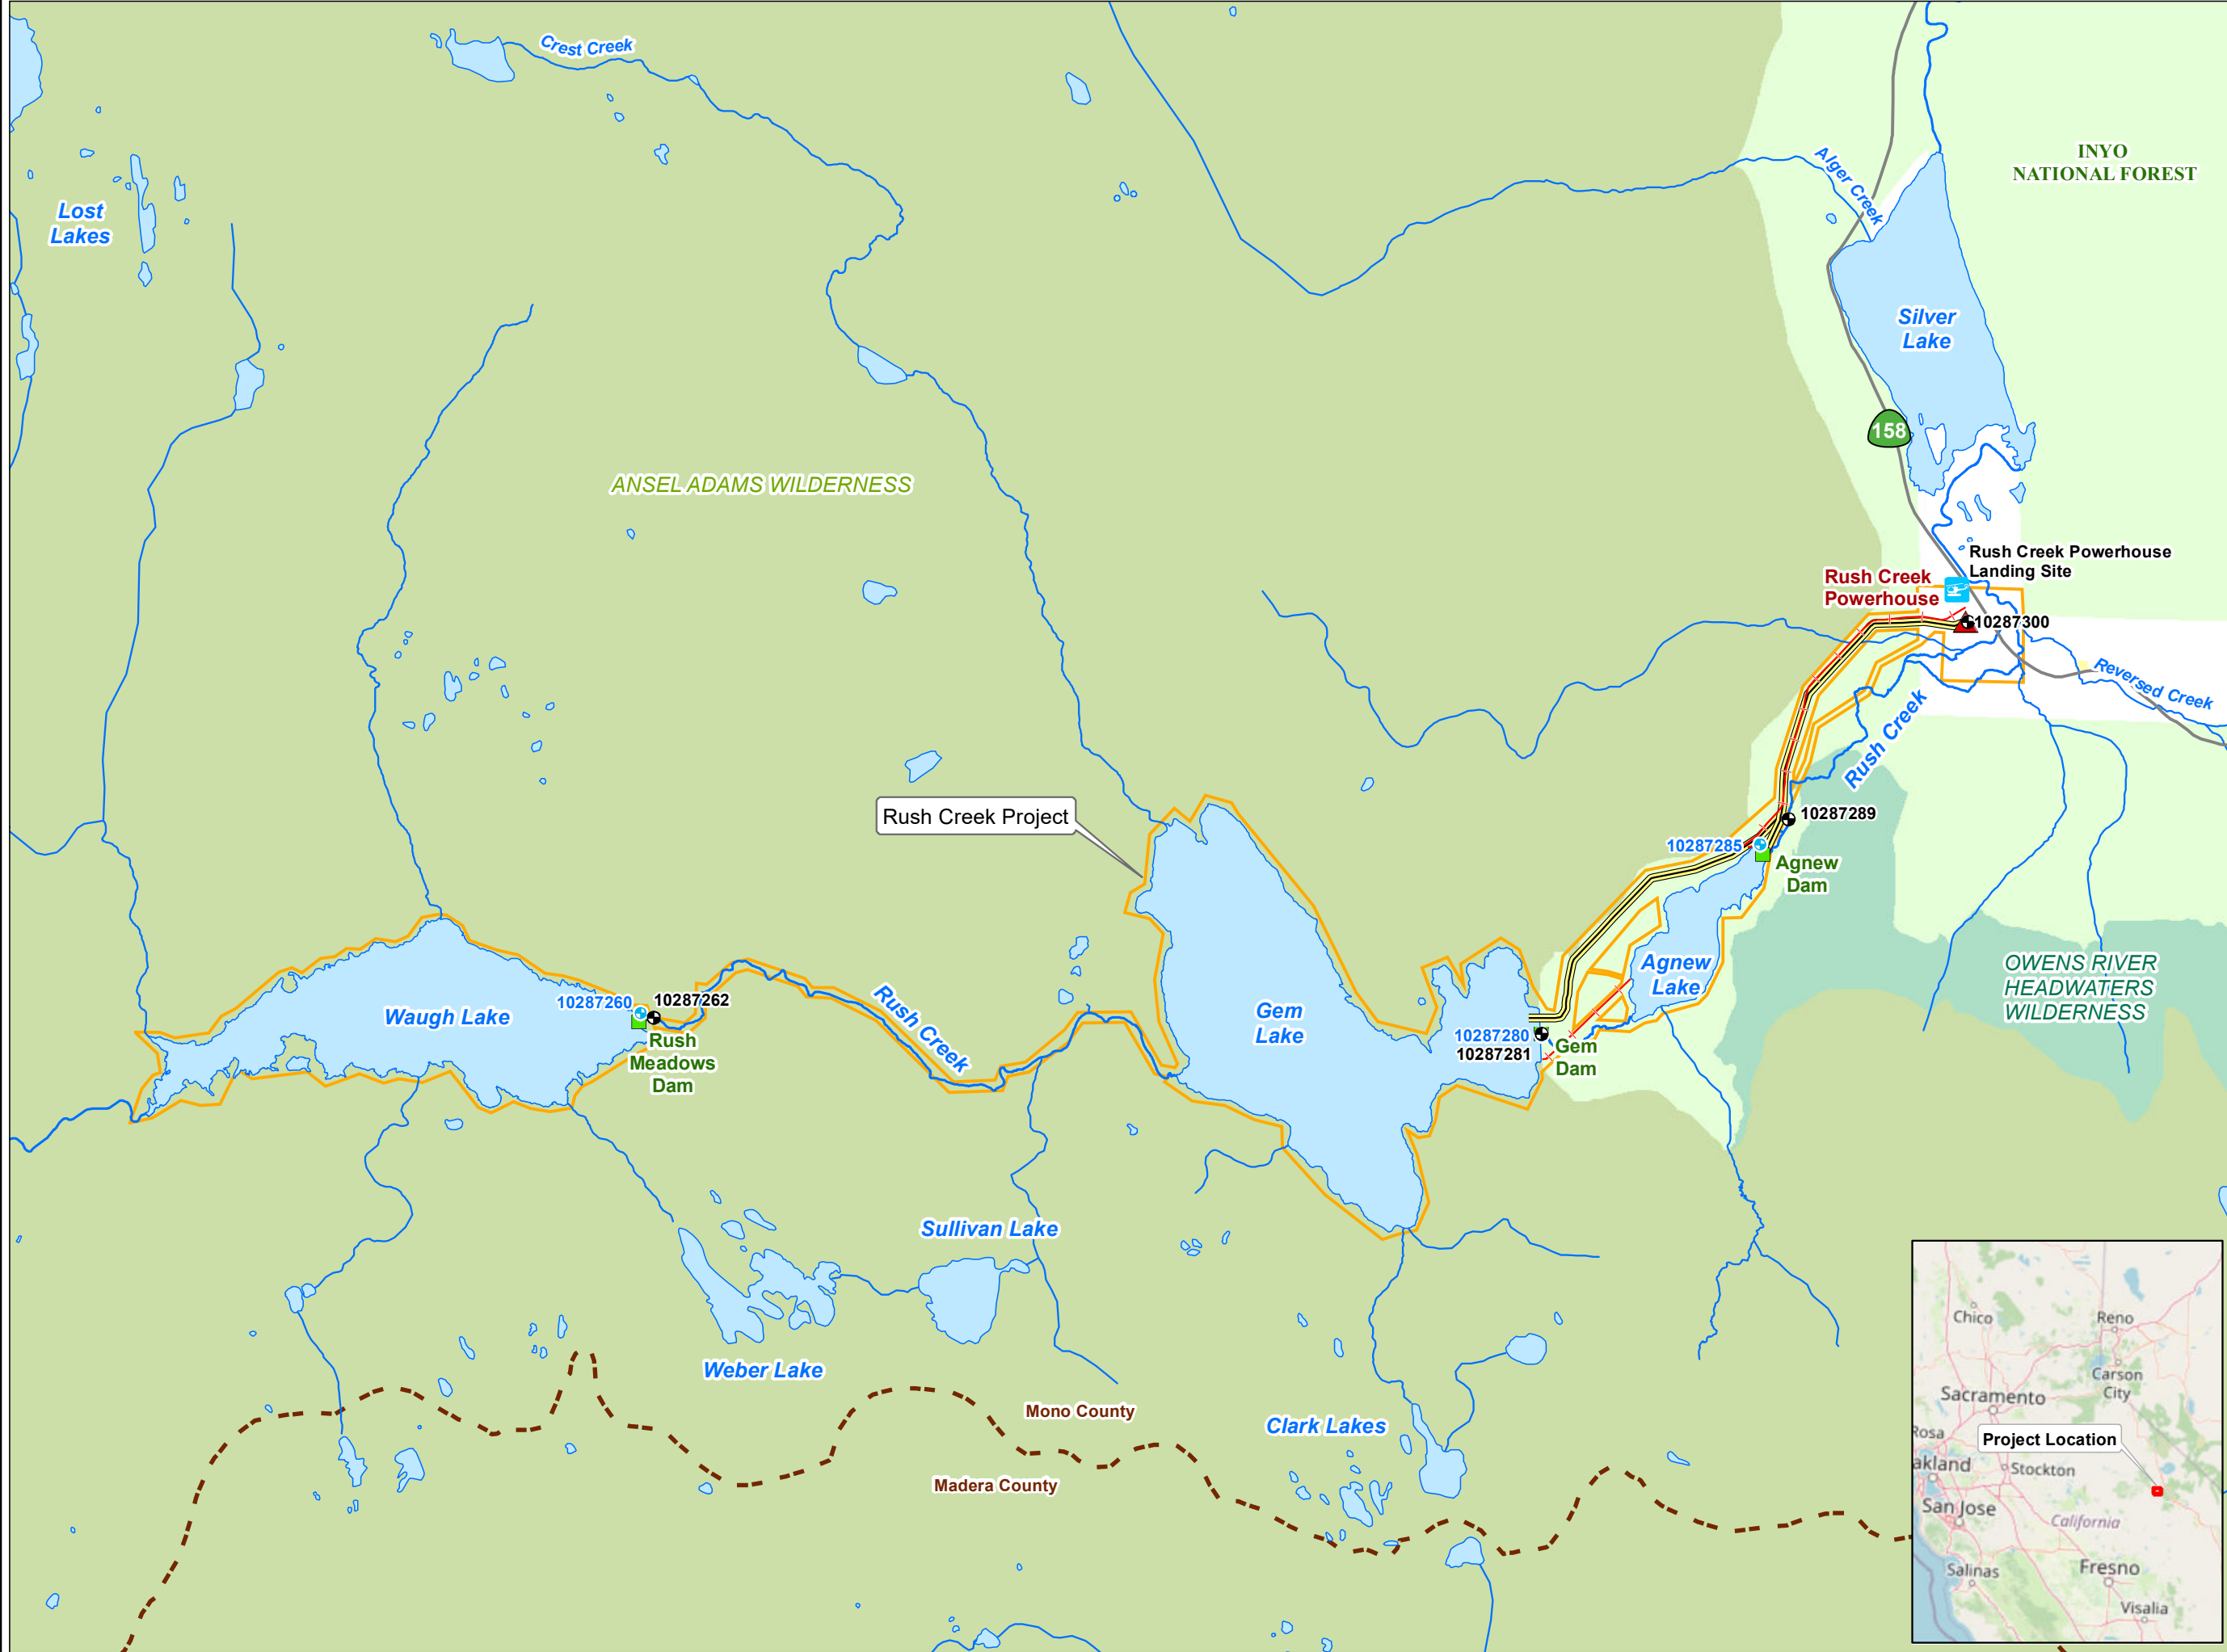 Crest Creek
Lost
Lakes
Alger Creek
INYO
NATIONAL FOREST
Silver
Lake
158
ANSEL ADAMS WILDERNESS
Rush Creek Powerhouse
Landing Site
Rush Creek
Powerhouse
10287300
Reversed Creek
Rush Creek
Rush Creek Project
10287289
10287285
Agnew
Dam
Agnew
Lake
OWENS RIVER
HEADWATERS
WILDERNESS
Waugh Lake
10287260
10287262
Rush
Meadows
Dam
Rush Creek
Gem
Lake
10287280
10287281
Gem
Dam
Sullivan Lake
Weber Lake
Mono County
Madera County
Clark Lakes
Chico
Reno
Carson
City
Sacramento
Rosa
Project Location
akland
Stockton
San Jose
California
Salinas
Fresno
Visalia